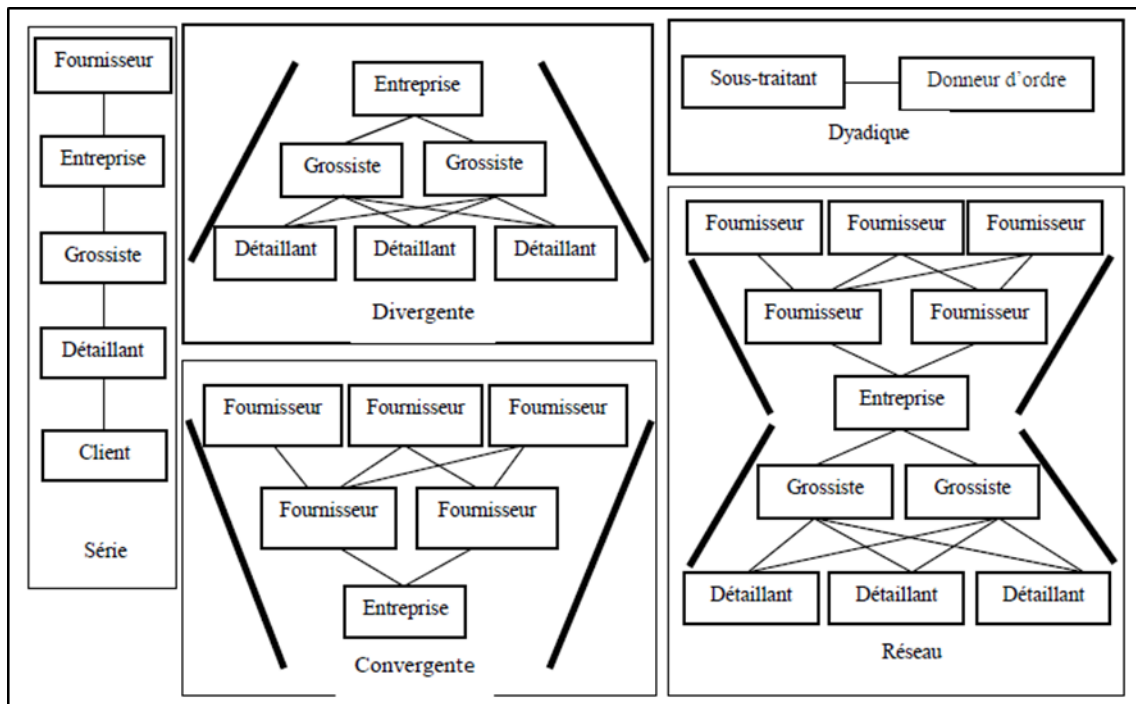 Fournisseur
Entreprise
Grossiste
Détaillant
Client
Série
Entreprise
Grossiste Grossiste
Détaillant Détaillant Détaillant
Divergente
Fournisseur Fournisseur Fournisseur
Fournisseur Fournisseur
Entreprise
Convergente
Sous-traitant Donneur d'ordre
Dyadique
Fournisseur Fournisseur Fournisseur
Fournisseur Fournisseur
Entreprise
Grossiste Grossiste
Détaillant Détaillant Détaillant
Réseau